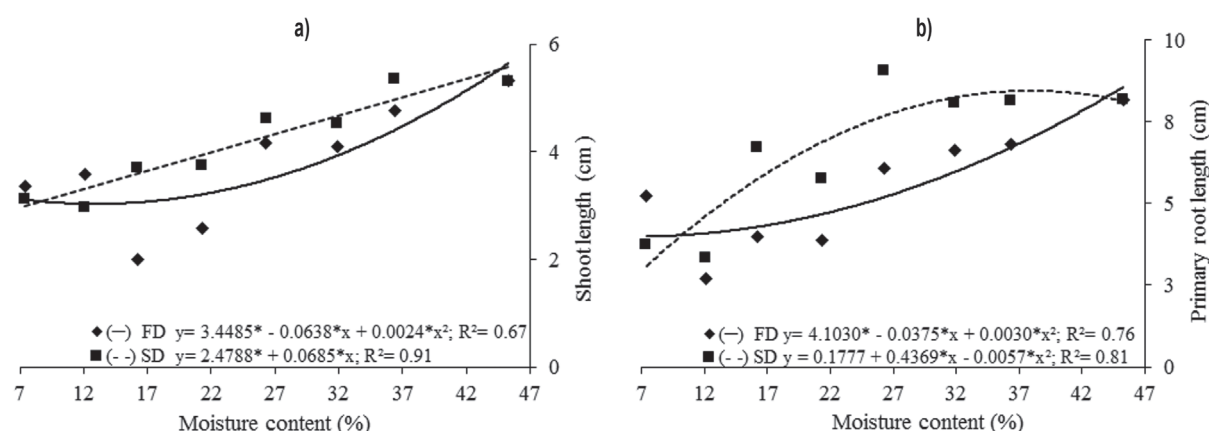 a)
6
4
2
0
Shoot length (cm)
(—) FD y= 3.4485* - 0.0638*x + 0.0024*x²; R²= 0.67
(- -) SD y= 2.4788* + 0.0685*x; R²= 0.91
7 12 17 22 27 32 37 42 47
Moisture content (%)
b)
10
8
5
3
0
Primary root length (cm)
(—) FD y= 4.1030* - 0.0375*x + 0.0030*x²; R²= 0.76
(- -) SD y = 0.1777 + 0.4369*x - 0.0057*x²; R²= 0.81
7 12 17 22 27 32 37 42 47
Moisture content (%)